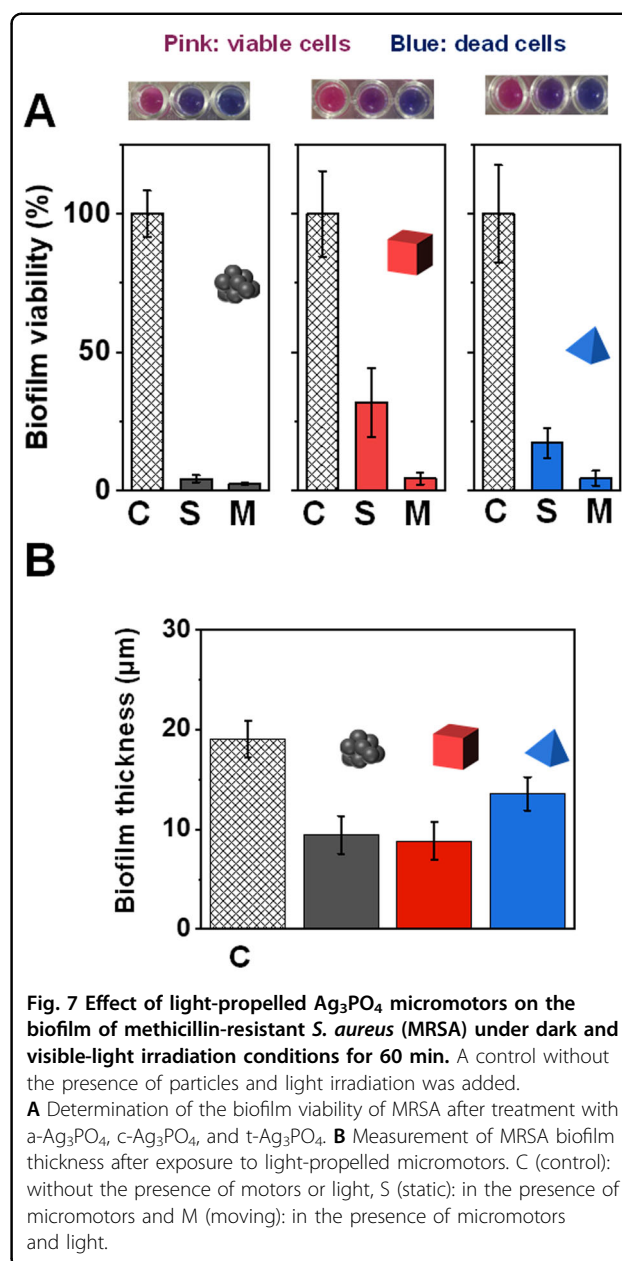 Pink: viable cells Blue: dead cells
A
Biofilm viability (%)
100
50
0
C S M
C S M
C S M
B
Biofilm thickness (μm)
30
20
10
0
C
Fig. 7 Effect of light-propelled Ag₃PO₄ micromotors on the
biofilm of methicillin-resistant S. aureus (MRSA) under dark and
visible-light irradiation conditions for 60 min. A control without
the presence of particles and light irradiation was added.
A Determination of the biofilm viability of MRSA after treatment with
a-Ag₃PO₄, c-Ag₃PO₄, and t-Ag₃PO₄. B Measurement of MRSA biofilm
thickness after exposure to light-propelled micromotors. C (control):
without the presence of motors or light, S (static): in the presence of
micromotors and M (moving): in the presence of micromotors
and light.